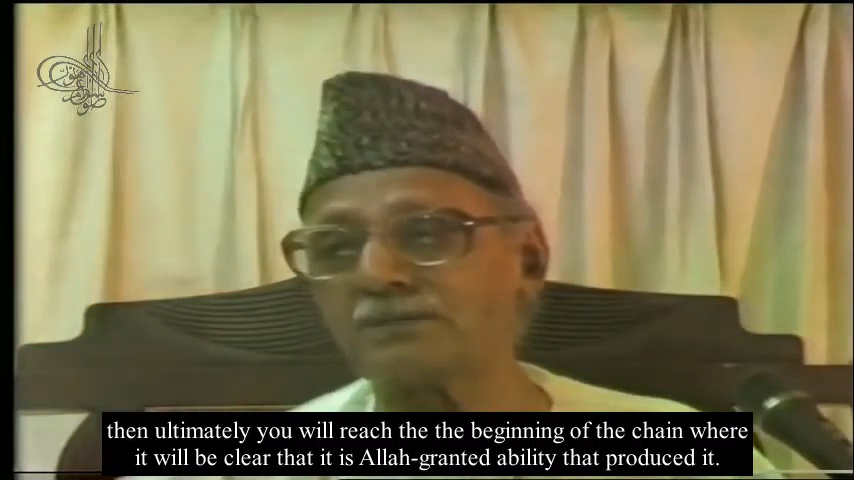 then ultimately you will reach the the beginning of the chain where
it will be clear that it is Allah-granted ability that produced it.